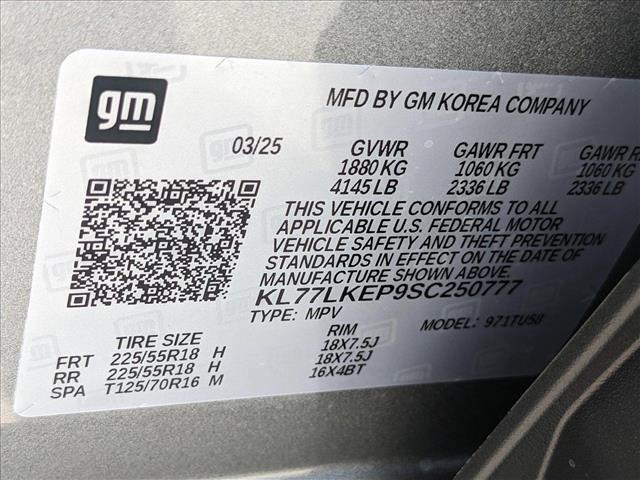 gm
MFD BY GM KOREA COMPANY
03/25 GVWR GAWR FRT GAWR
1880 KG 1060 KG 1060 KG
4145 LB 2336 LB 2336 LB
THIS VEHICLE CONFORMS TO ALL
APPLICABLE U.S. FEDERAL MOTOR
VEHICLE SAFETY AND THEFT PREVENTION
STANDARDS IN EFFECT ON THE DATE OF
MANUFACTURE SHOWN ABOVE.
KL77LKEP9SC250777
TYPE: MPV MODEL: 971TU58
TIRE SIZE RIM
FRT 225/55R18 H 18X7.5J
RR 225/55R18 H 18X7.5J
SPA T125/70R16 M 16X4BT